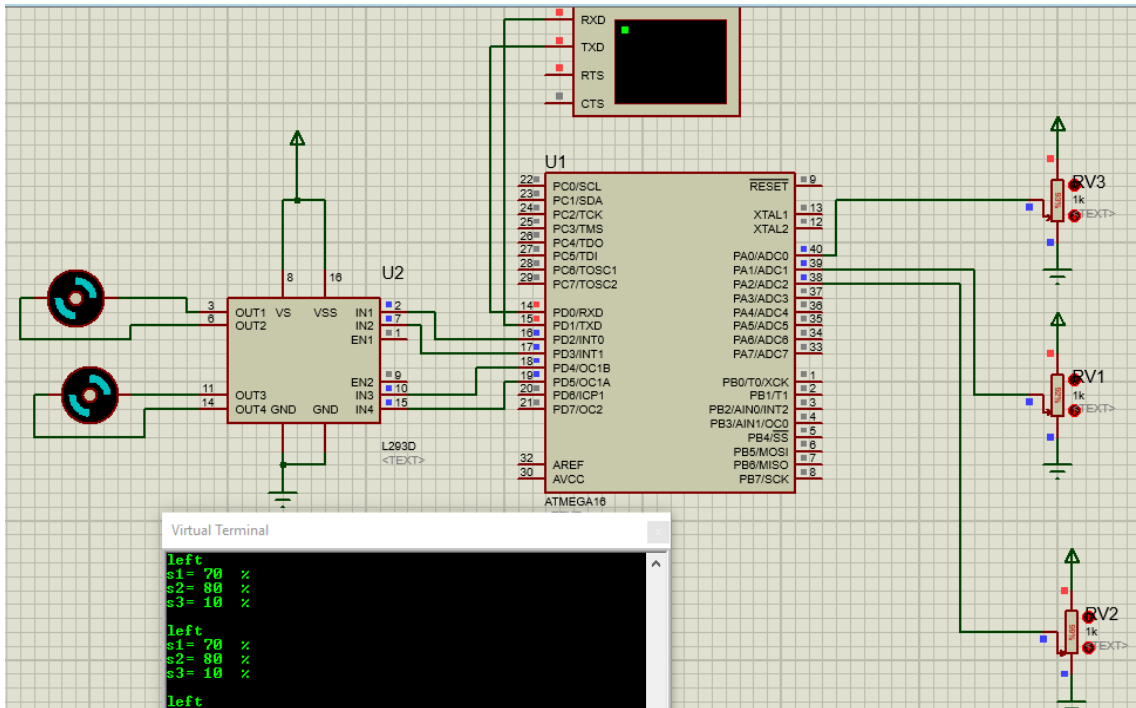 RXD
TXD
RTS
CTS
U1
22 PC0/SCL
23 PC1/SDA
24 PC2/TCK
25 PC3/TMS
26 PC4/TDO
27 PC5/TDI
28 PC6/TOSC1
29 PC7/TOSC2
14 PD0/RXD
15 PD1/TXD
16 PD2/INT0
17 PD3/INT1
18 PD4/OC1B
19 PD5/OC1A
20 PD6/ICP1
21 PD7/OC2
32 AREF
30 AVCC
RESET 9
XTAL1 13
XTAL2 12
PA0/ADC0 40
PA1/ADC1 39
PA2/ADC2 38
PA3/ADC3 37
PA4/ADC4 36
PA5/ADC5 35
PA6/ADC6 34
PA7/ADC7 33
PB0/T0/XCK 1
PB1/T1 2
PB2/AIN0/INT2 3
PB3/AIN1/OC0 4
PB4/SS 5
PB5/MOSI 6
PB6/MISO 7
PB7/SCK 8
ATMEGA16
U2
8 16
3 OUT1 VS VSS IN1 2
6 OUT2 IN2 7
EN1 1
EN2 9
11 OUT3 IN3 10
14 OUT4 GND GND IN4 15
L293D
<TEXT>
RV3
1k
<TEXT>
RV1
1k
<TEXT>
RV2
1k
<TEXT>
Virtual Terminal
left
s1= 70 %
s2= 80 %
s3= 10 %
left
s1= 70 %
s2= 80 %
s3= 10 %
left